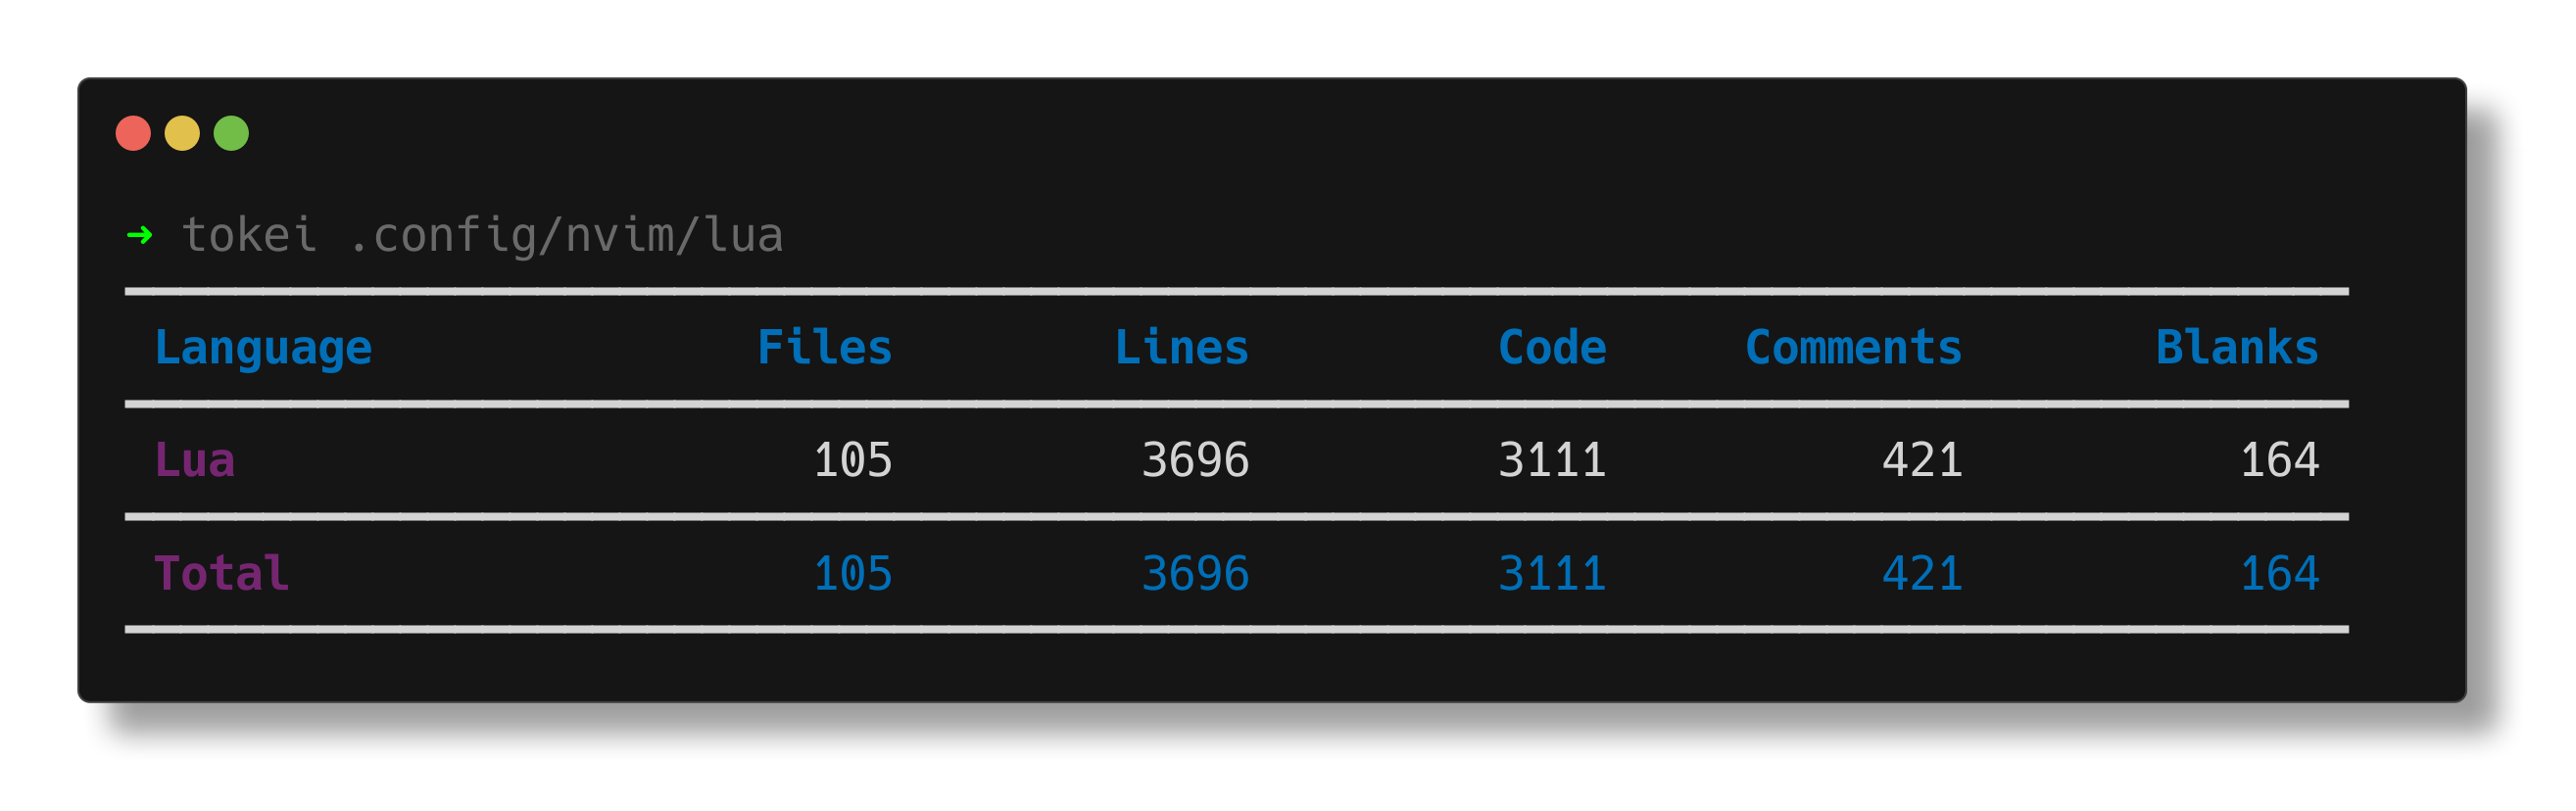 ➜ tokei .config/nvim/lua
Language Files Lines Code Comments Blanks
Lua 105 3696 3111 421 164
Total 105 3696 3111 421 164